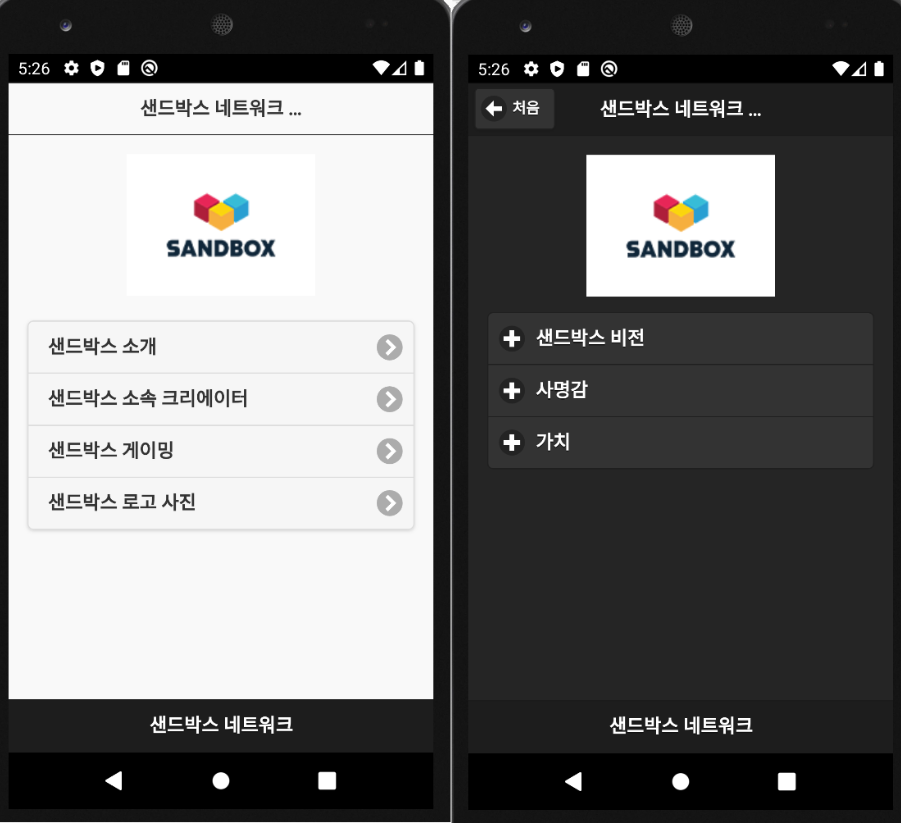 5:26
샌드박스 네트워크 ...
SANDBOX
샌드박스 소개
샌드박스 소속 크리에이터
샌드박스 게이밍
샌드박스 로고 사진
샌드박스 네트워크
5:26
처음
샌드박스 네트워크 ...
SANDBOX
샌드박스 비전
사명감
가치
샌드박스 네트워크